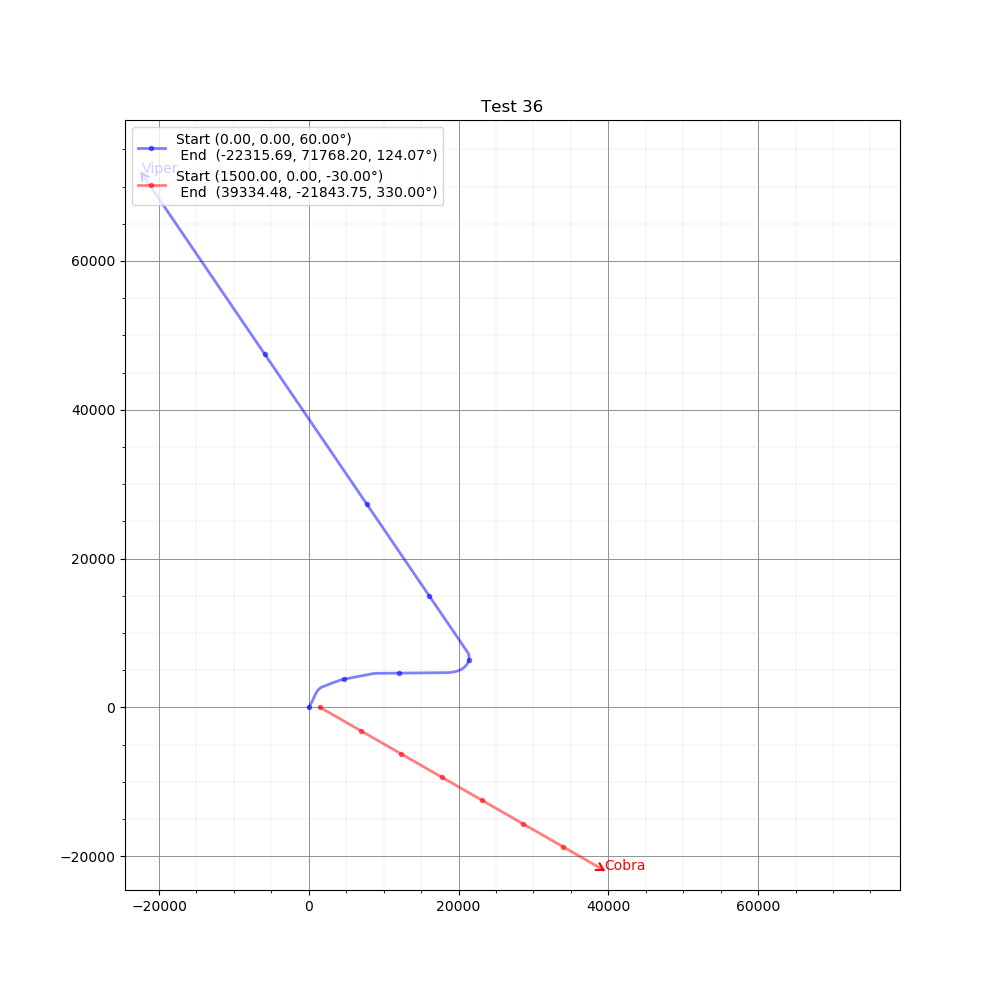 Test 36
Start (0.00, 0.00, 60.00°)
End (-22315.69, 71768.20, 124.07°)
Viper
Start (1500.00, 0.00, -30.00°)
End (39334.48, -21843.75, 330.00°)
60000
40000
20000
0
−20000
Cobra
−20000
0
20000
40000
60000